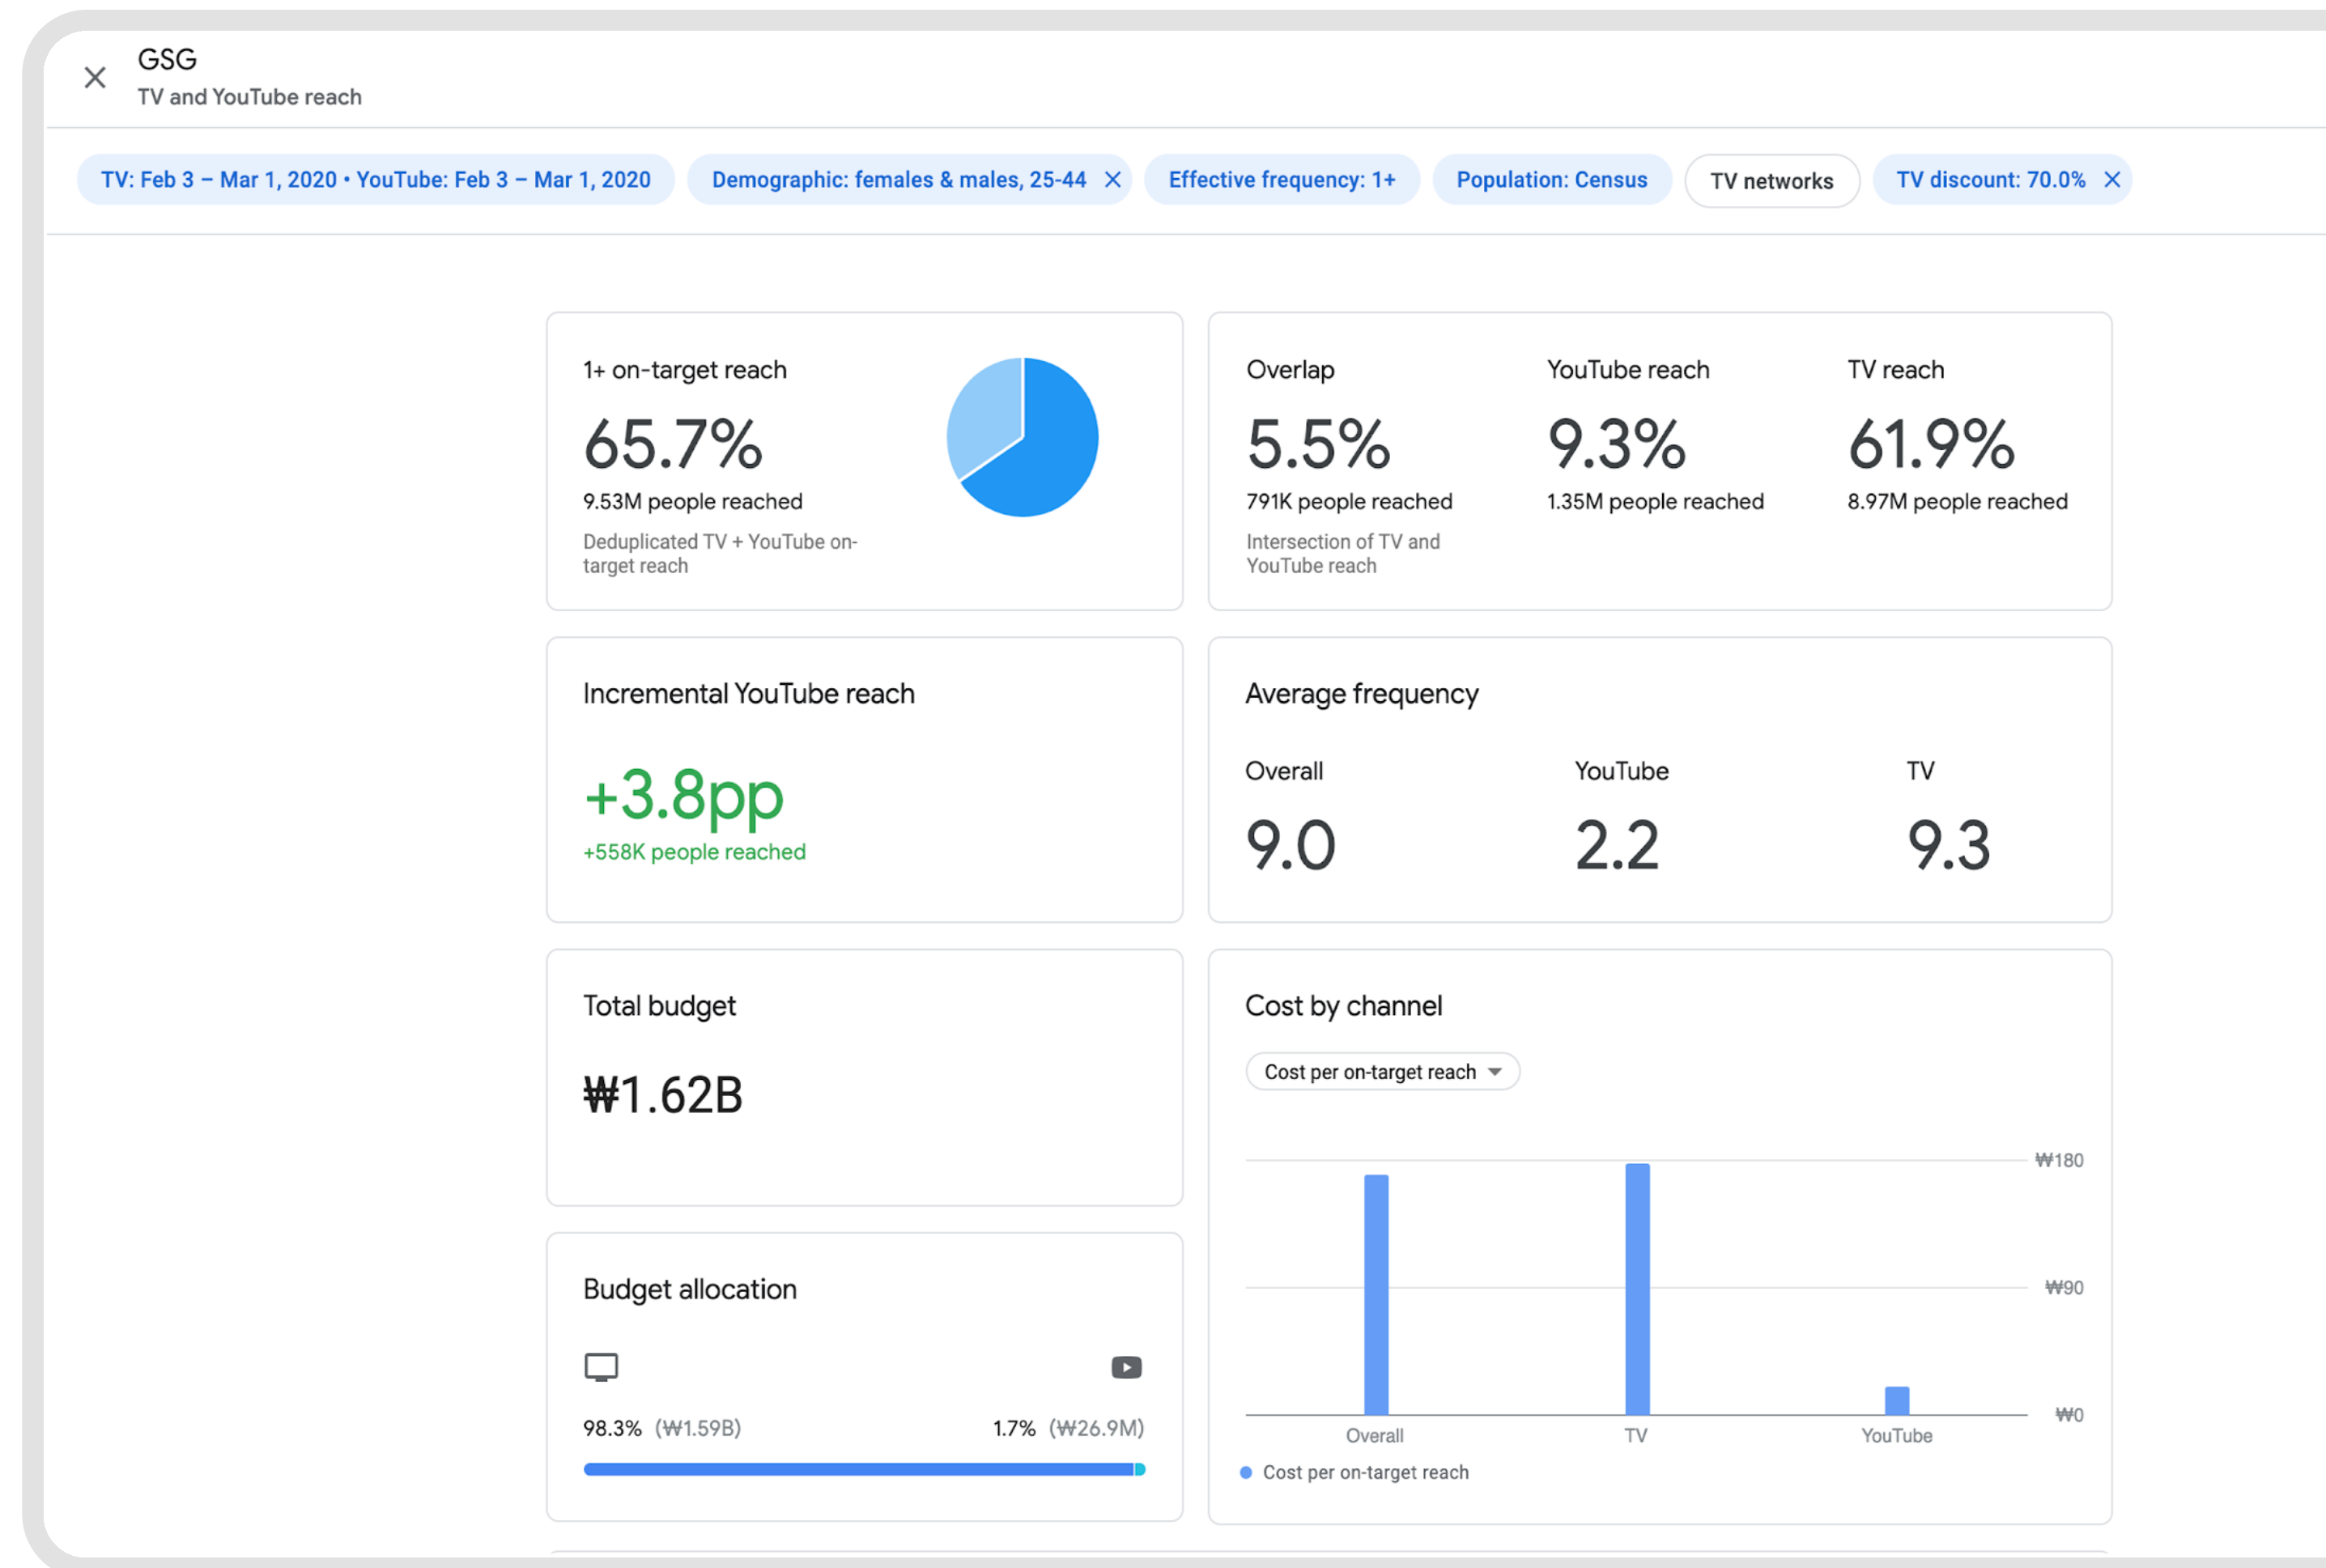 GSG
TV and YouTube reach
TV: Feb 3 – Mar 1, 2020 • YouTube: Feb 3 – Mar 1, 2020
Demographic: females & males, 25-44
Effective frequency: 1+
Population: Census
TV networks
TV discount: 70.0%
1+ on-target reach
65.7%
9.53M people reached
Deduplicated TV + YouTube on-
target reach
Overlap
5.5%
791K people reached
Intersection of TV and
YouTube reach
YouTube reach
9.3%
1.35M people reached
TV reach
61.9%
8.97M people reached
Incremental YouTube reach
+3.8pp
+558K people reached
Average frequency
Overall
9.0
YouTube
2.2
TV
9.3
Total budget
₩1.62B
Cost by channel
Cost per on-target reach
₩180
₩90
₩0
Overall
TV
YouTube
Cost per on-target reach
Budget allocation
98.3% (₩1.59B)
1.7% (₩26.9M)